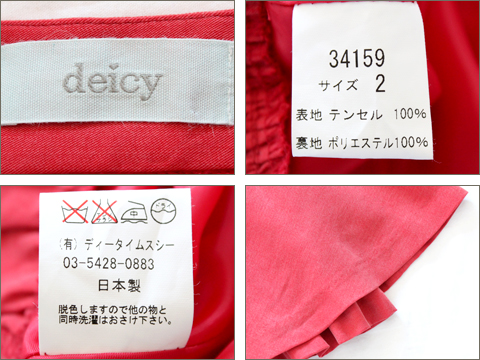 deicy
34159
サイズ 2
表地 テンセル 100%
裏地 ポリエステル100%
中
(有) ディータイムスシー
03-5428-0883
日本製
脱色しますので他の物と
同時洗濯はおさけ下さい。